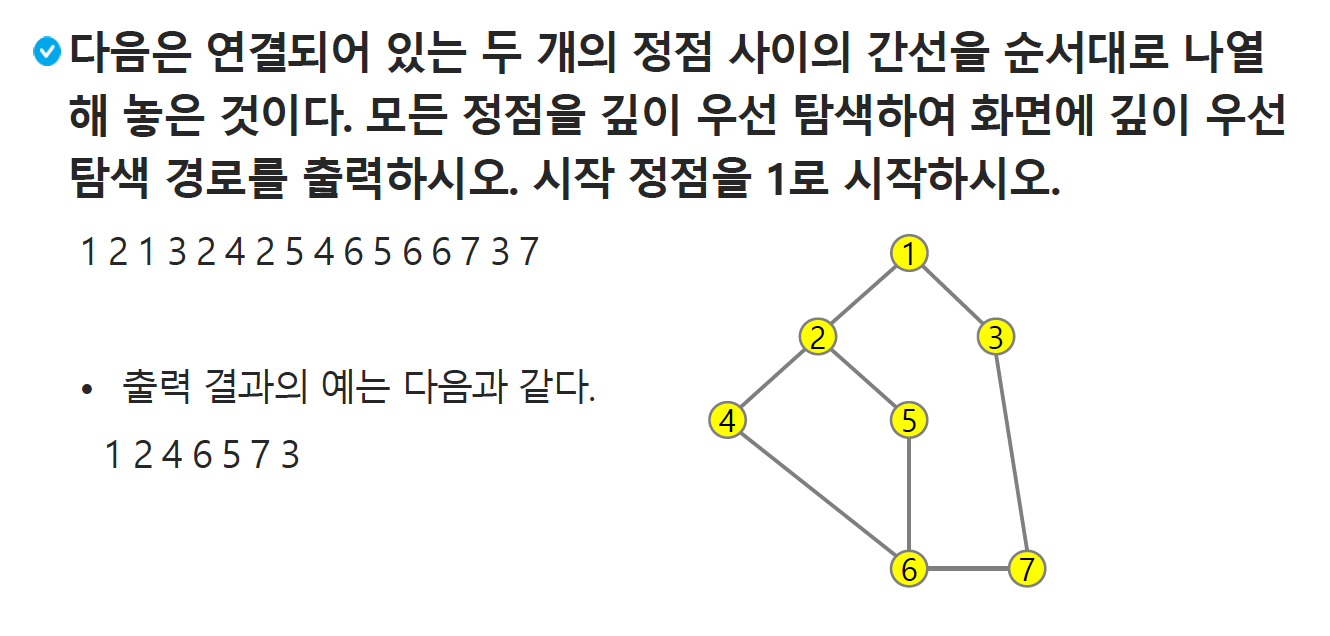 다음은 연결되어 있는 두 개의 정점 사이의 간선을 순서대로 나열
해 놓은 것이다. 모든 정점을 깊이 우선 탐색하여 화면에 깊이 우선
탐색 경로를 출력하시오. 시작 정점을 1로 시작하시오.
1 2 1 3 2 4 2 5 4 6 5 6 6 7 3 7
• 출력 결과의 예는 다음과 같다.
1 2 4 6 5 7 3
1
2
3
4
5
6
7